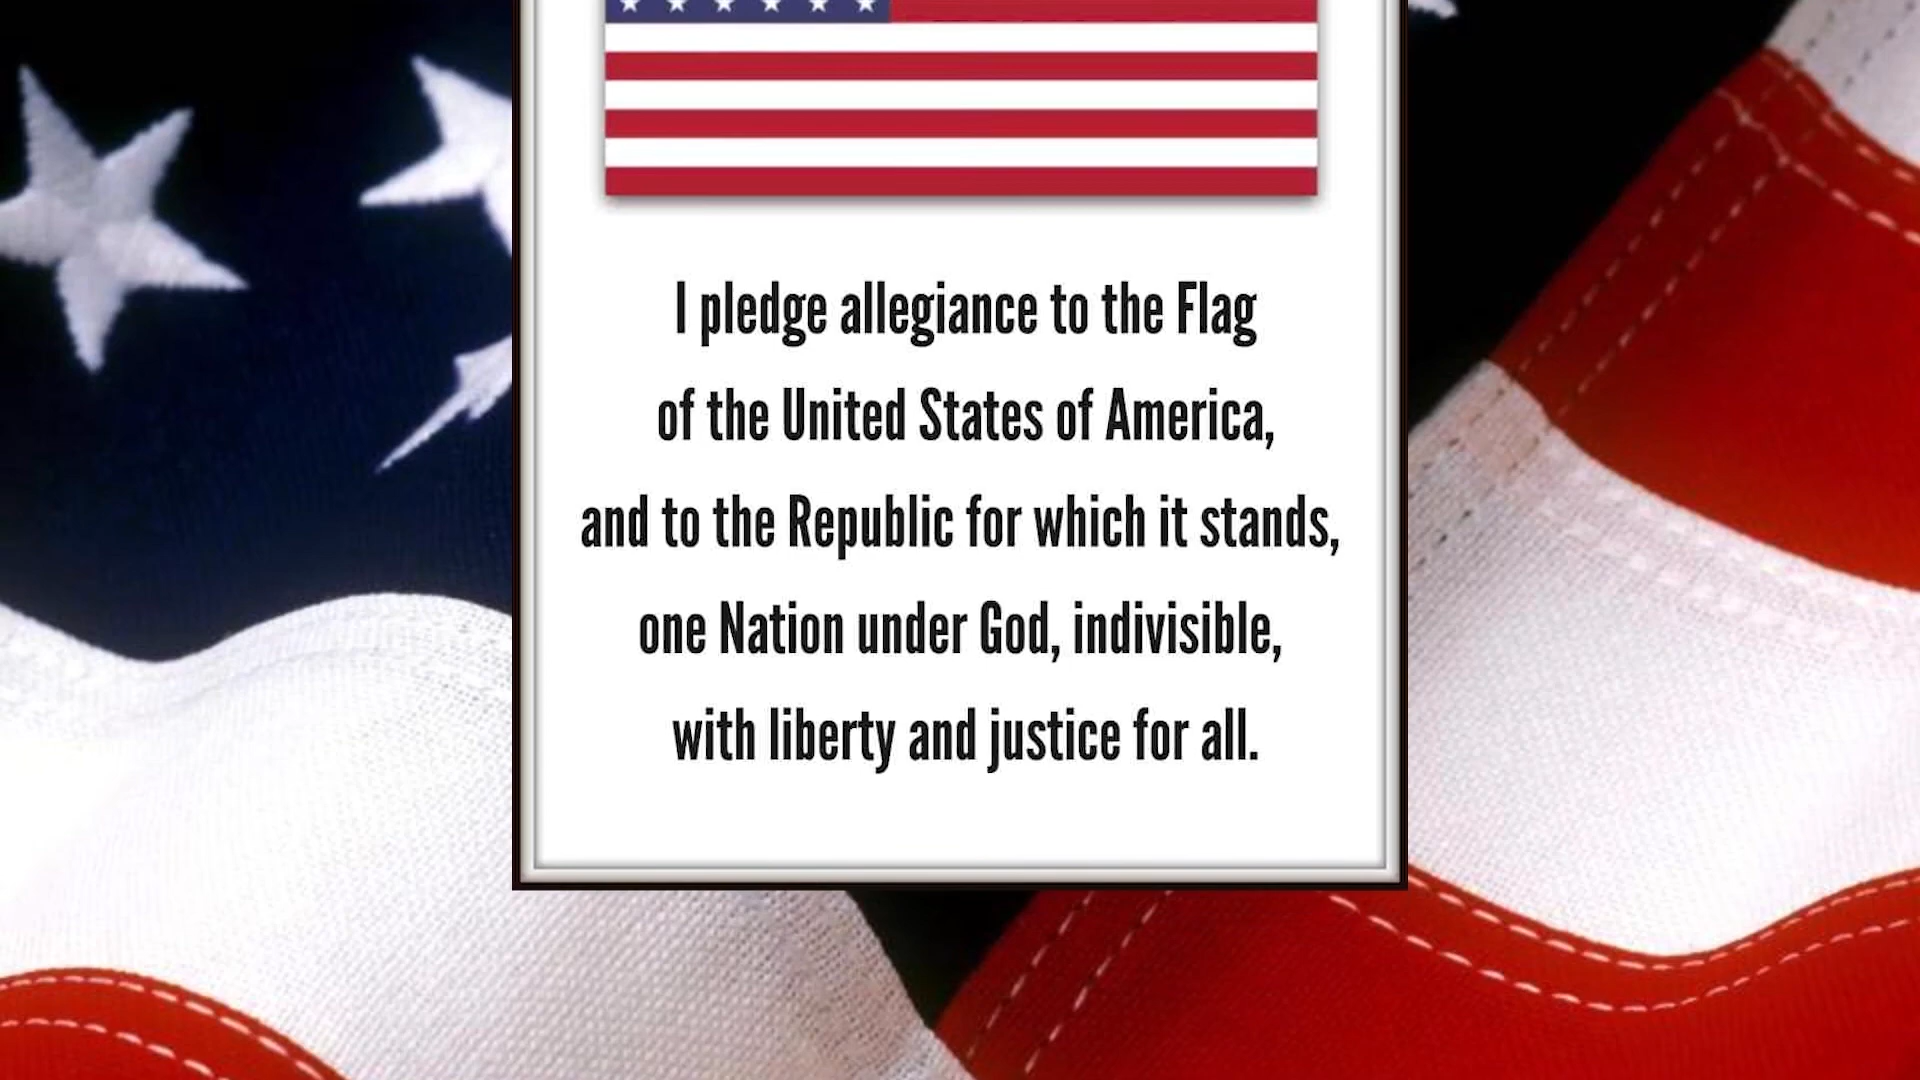 I pledge allegiance to the Flag
of the United States of America,
and to the Republic for which it stands,
one Nation under God, indivisible,
with liberty and justice for all.